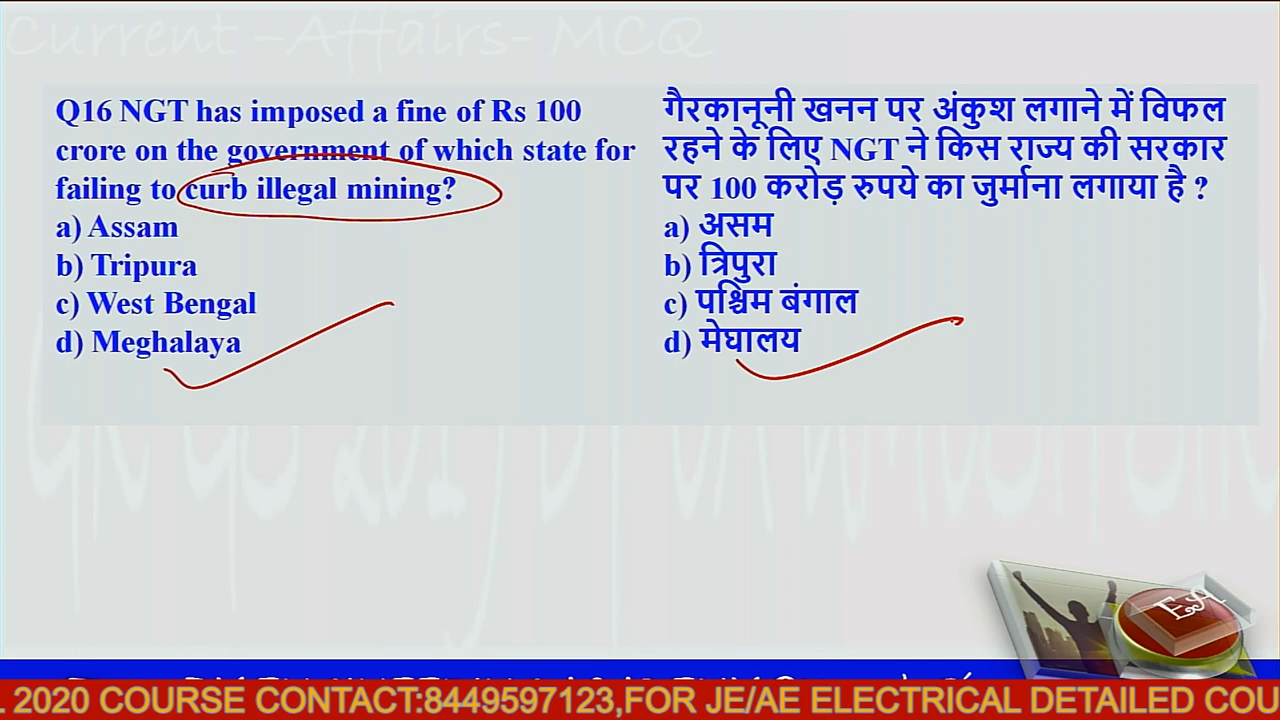 Current -Affairs- MCQ
Q16 NGT has imposed a fine of Rs 100
crore on the government of which state for
failing to curb illegal mining?
a) Assam
b) Tripura
c) West Bengal
d) Meghalaya
गैरकानूनी खनन पर अंकुश लगाने में विफल
रहने के लिए NGT ने किस राज्य की सरकार
पर 100 करोड़ रुपये का जुर्माना लगाया है ?
a) असम
b) त्रिपुरा
c) पश्चिम बंगाल
d) मेघालय
EA
2020 COURSE CONTACT:8449597123,FOR JE/AE ELECTRICAL DETAILED COU